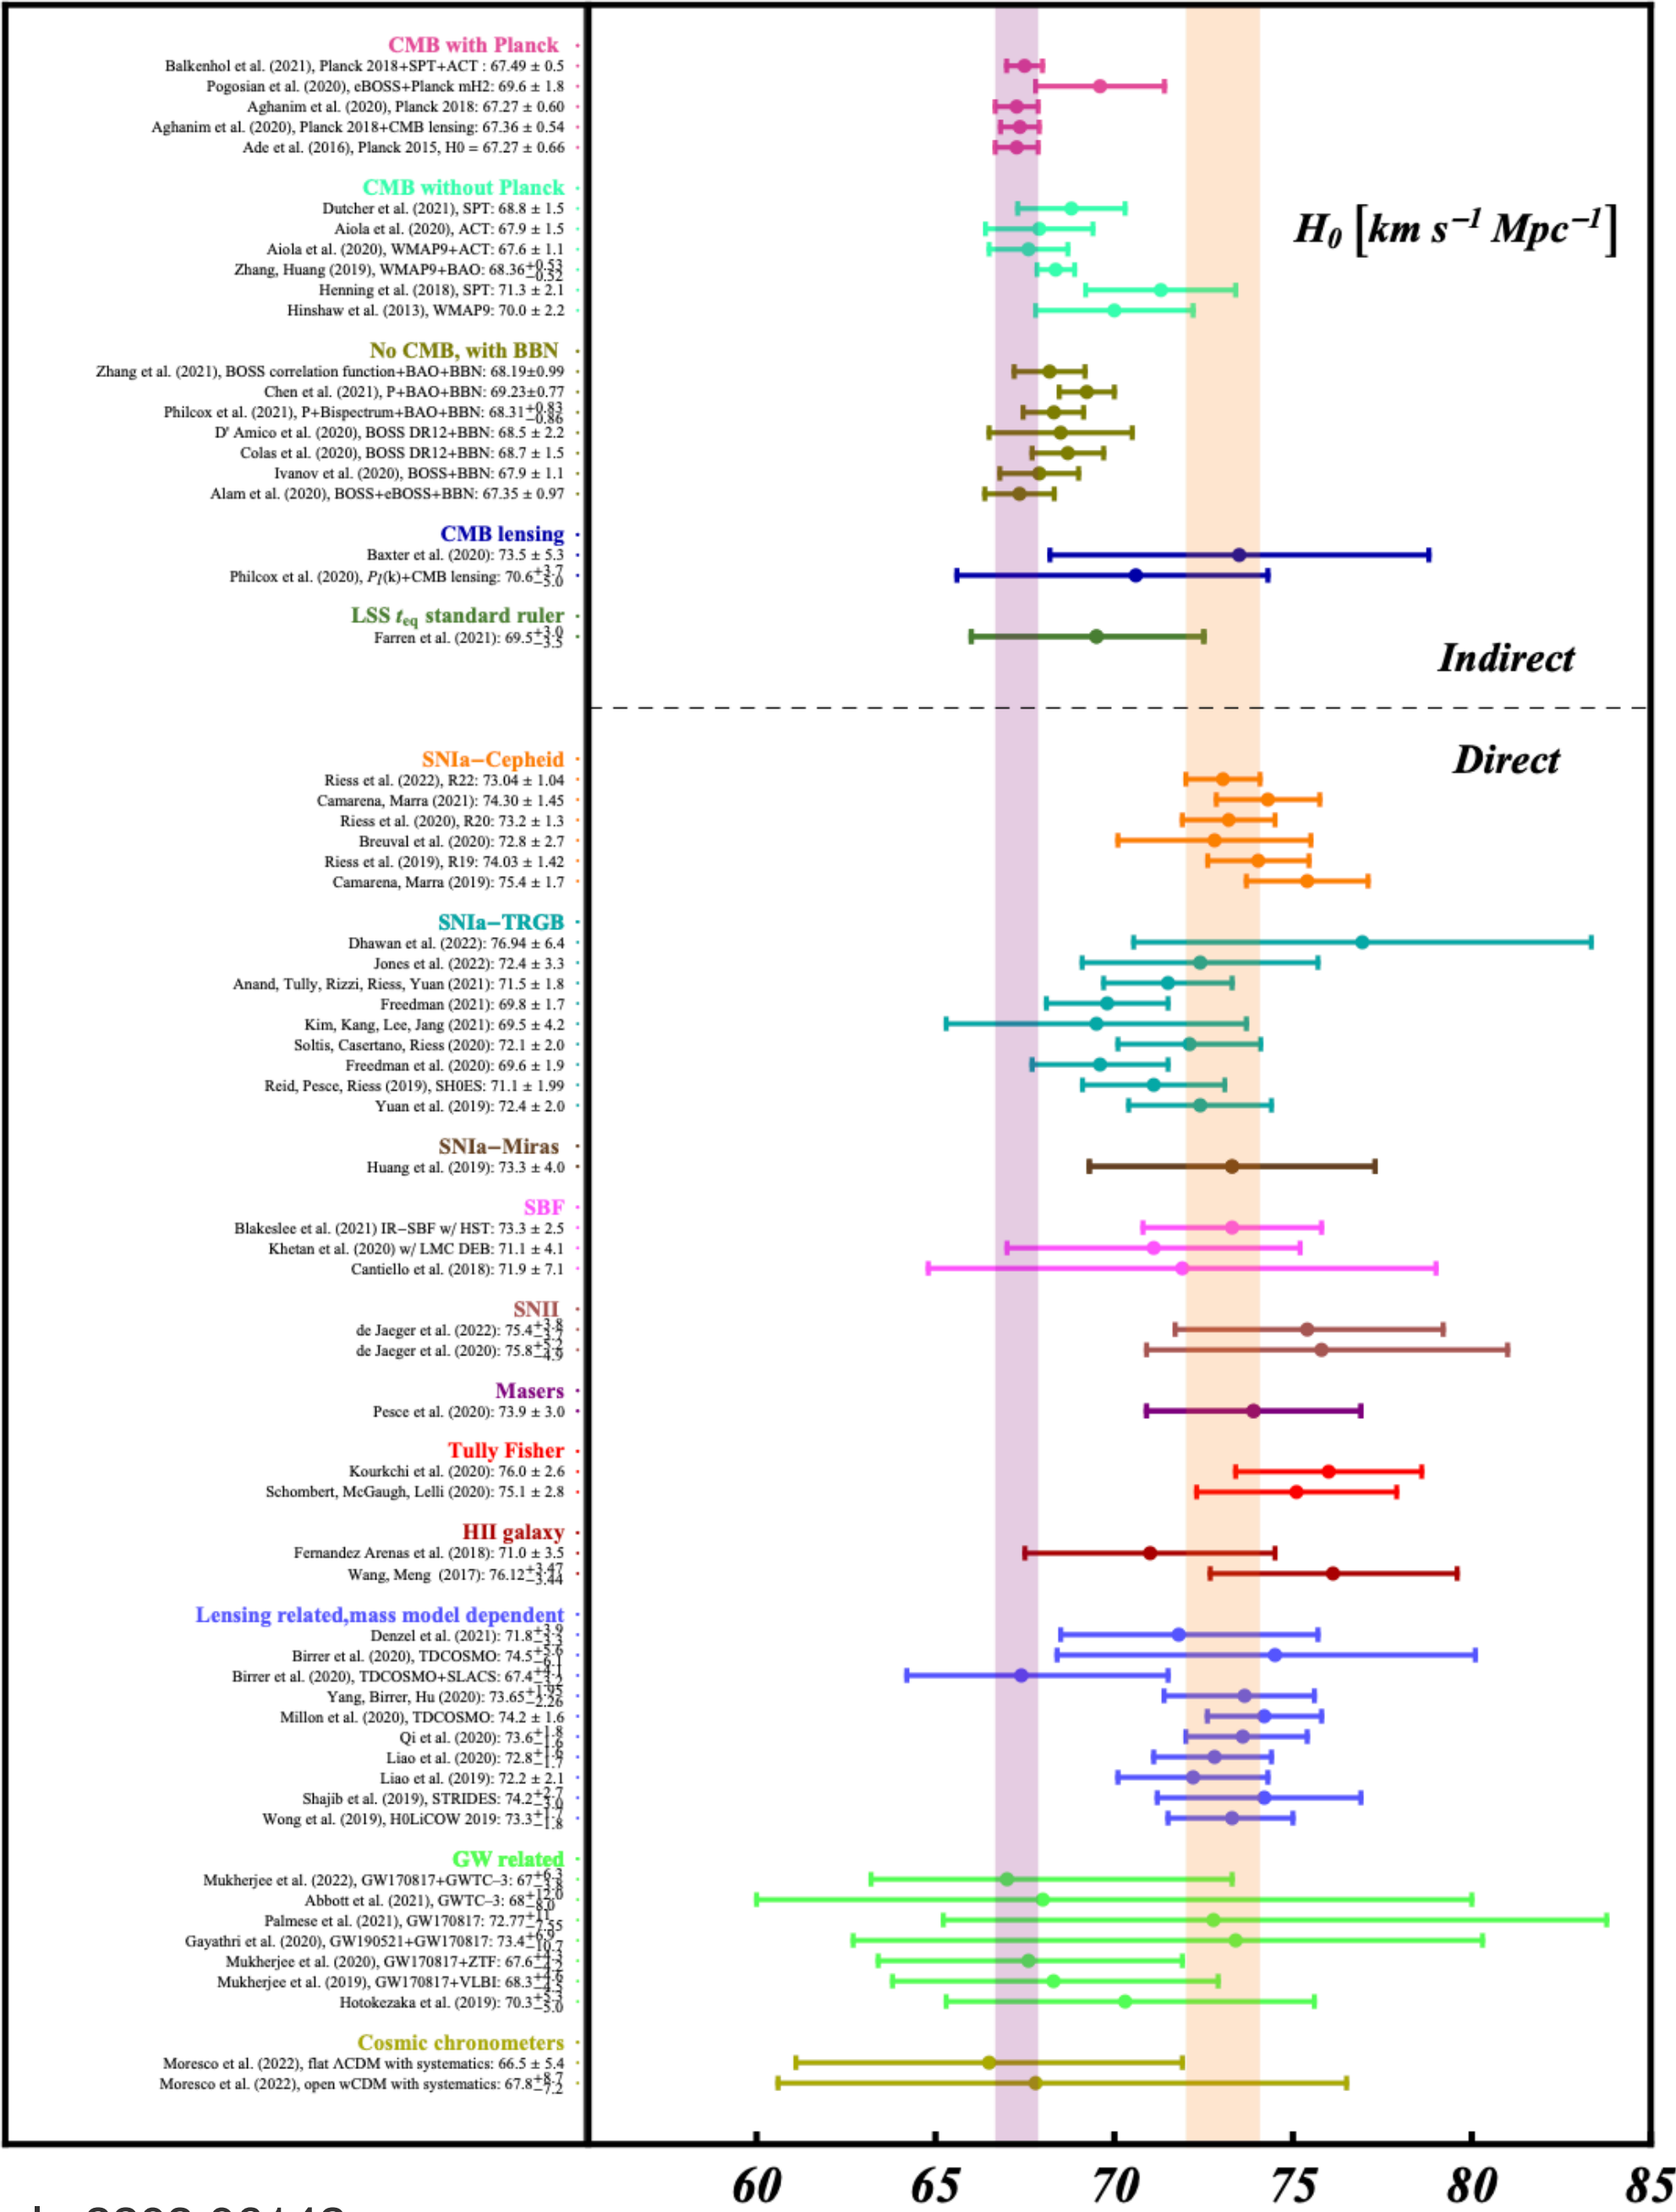 CMB with Planck
Balkenhol et al. (2021), Planck 2018+SPT+ACT : 67.49 ± 0.5
Pogosian et al. (2020), eBOSS+Planck mH2: 69.6 ± 1.8
Aghanim et al. (2020), Planck 2018: 67.27 ± 0.60
Aghanim et al. (2020), Planck 2018+CMB lensing: 67.36 ± 0.54
Ade et al. (2016), Planck 2015, H0 = 67.27 ± 0.66
CMB without Planck
Dutcher et al. (2021), SPT: 68.8 ± 1.5
Aiola et al. (2020), ACT: 67.9 ± 1.5
Aiola et al. (2020), WMAP9+ACT: 67.6 ± 1.1
Zhang, Huang (2019), WMAP9+BAO: 68.36+0.53−0.52
Henning et al. (2018), SPT: 71.3 ± 2.1
Hinshaw et al. (2013), WMAP9: 70.0 ± 2.2
H0 [km s−1 Mpc−1]
No CMB, with BBN
Zhang et al. (2021), BOSS correlation function+BAO+BBN: 68.19±0.99
Chen et al. (2021), P+BAO+BBN: 69.23±0.77
Philcox et al. (2021), P+Bispectrum+BAO+BBN: 68.31+0.83−0.86
D' Amico et al. (2020), BOSS DR12+BBN: 68.5 ± 2.2
Colas et al. (2020), BOSS DR12+BBN: 68.7 ± 1.5
Ivanov et al. (2020), BOSS+BBN: 67.9 ± 1.1
Alam et al. (2020), BOSS+eBOSS+BBN: 67.35 ± 0.97
CMB lensing
Baxter et al. (2020): 73.5 ± 5.3
Philcox et al. (2020), Pl(k)+CMB lensing: 70.6+3.7−5.0
LSS teq standard ruler
Farren et al. (2021): 69.5+3.0−3.5
Indirect
Direct
SNIa−Cepheid
Riess et al. (2022), R22: 73.04 ± 1.04
Camarena, Marra (2021): 74.30 ± 1.45
Riess et al. (2020), R20: 73.2 ± 1.3
Breuval et al. (2020): 72.8 ± 2.7
Riess et al. (2019), R19: 74.03 ± 1.42
Camarena, Marra (2019): 75.4 ± 1.7
SNIa−TRGB
Dhawan et al. (2022): 76.94 ± 6.4
Jones et al. (2022): 72.4 ± 3.3
Anand, Tully, Rizzi, Riess, Yuan (2021): 71.5 ± 1.8
Freedman (2021): 69.8 ± 1.7
Kim, Kang, Lee, Jang (2021): 69.5 ± 4.2
Soltis, Casertano, Riess (2020): 72.1 ± 2.0
Freedman et al. (2020): 69.6 ± 1.9
Reid, Pesce, Riess (2019), SH0ES: 71.1 ± 1.99
Yuan et al. (2019): 72.4 ± 2.0
SNIa−Miras
Huang et al. (2019): 73.3 ± 4.0
SBF
Blakeslee et al. (2021) IR−SBF w/ HST: 73.3 ± 2.5
Khetan et al. (2020) w/ LMC DEB: 71.1 ± 4.1
Cantiello et al. (2018): 71.9 ± 7.1
SNII
de Jaeger et al. (2022): 75.4+3.8−3.7
de Jaeger et al. (2020): 75.8+5.2−4.9
Masers
Pesce et al. (2020): 73.9 ± 3.0
Tully Fisher
Kourkchi et al. (2020): 76.0 ± 2.6
Schombert, McGaugh, Lelli (2020): 75.1 ± 2.8
HII galaxy
Fernandez Arenas et al. (2018): 71.0 ± 3.5
Wang, Meng (2017): 76.12+3.47−3.44
Lensing related,mass model dependent
Denzel et al. (2021): 71.8+3.9−3.3
Birrer et al. (2020), TDCOSMO: 74.5+5.6−6.1
Birrer et al. (2020), TDCOSMO+SLACS: 67.4+4.1−3.2
Yang, Birrer, Hu (2020): 73.65+1.95−2.26
Millon et al. (2020), TDCOSMO: 74.2 ± 1.6
Qi et al. (2020): 73.6+1.8−1.6
Liao et al. (2020): 72.8+1.6−1.7
Liao et al. (2019): 72.2 ± 2.1
Shajib et al. (2019), STRIDES: 74.2+2.7−3.0
Wong et al. (2019), H0LiCOW 2019: 73.3+1.7−1.8
GW related
Mukherjee et al. (2022), GW170817+GWTC−3: 67+6.3−3.8
Abbott et al. (2021), GWTC−3: 68+12.0−8.0
Palmese et al. (2021), GW170817: 72.77+11−7.55
Gayathri et al. (2020), GW190521+GW170817: 73.4+6.9−10.7
Mukherjee et al. (2020), GW170817+ZTF: 67.6+4.3−4.2
Mukherjee et al. (2019), GW170817+VLBI: 68.3+4.6−4.5
Hotokezaka et al. (2019): 70.3+5.3−5.0
Cosmic chronometers
Moresco et al. (2022), flat ΛCDM with systematics: 66.5 ± 5.4
Moresco et al. (2022), open wCDM with systematics: 67.8+8.7−7.2
60 65 70 75 80 85